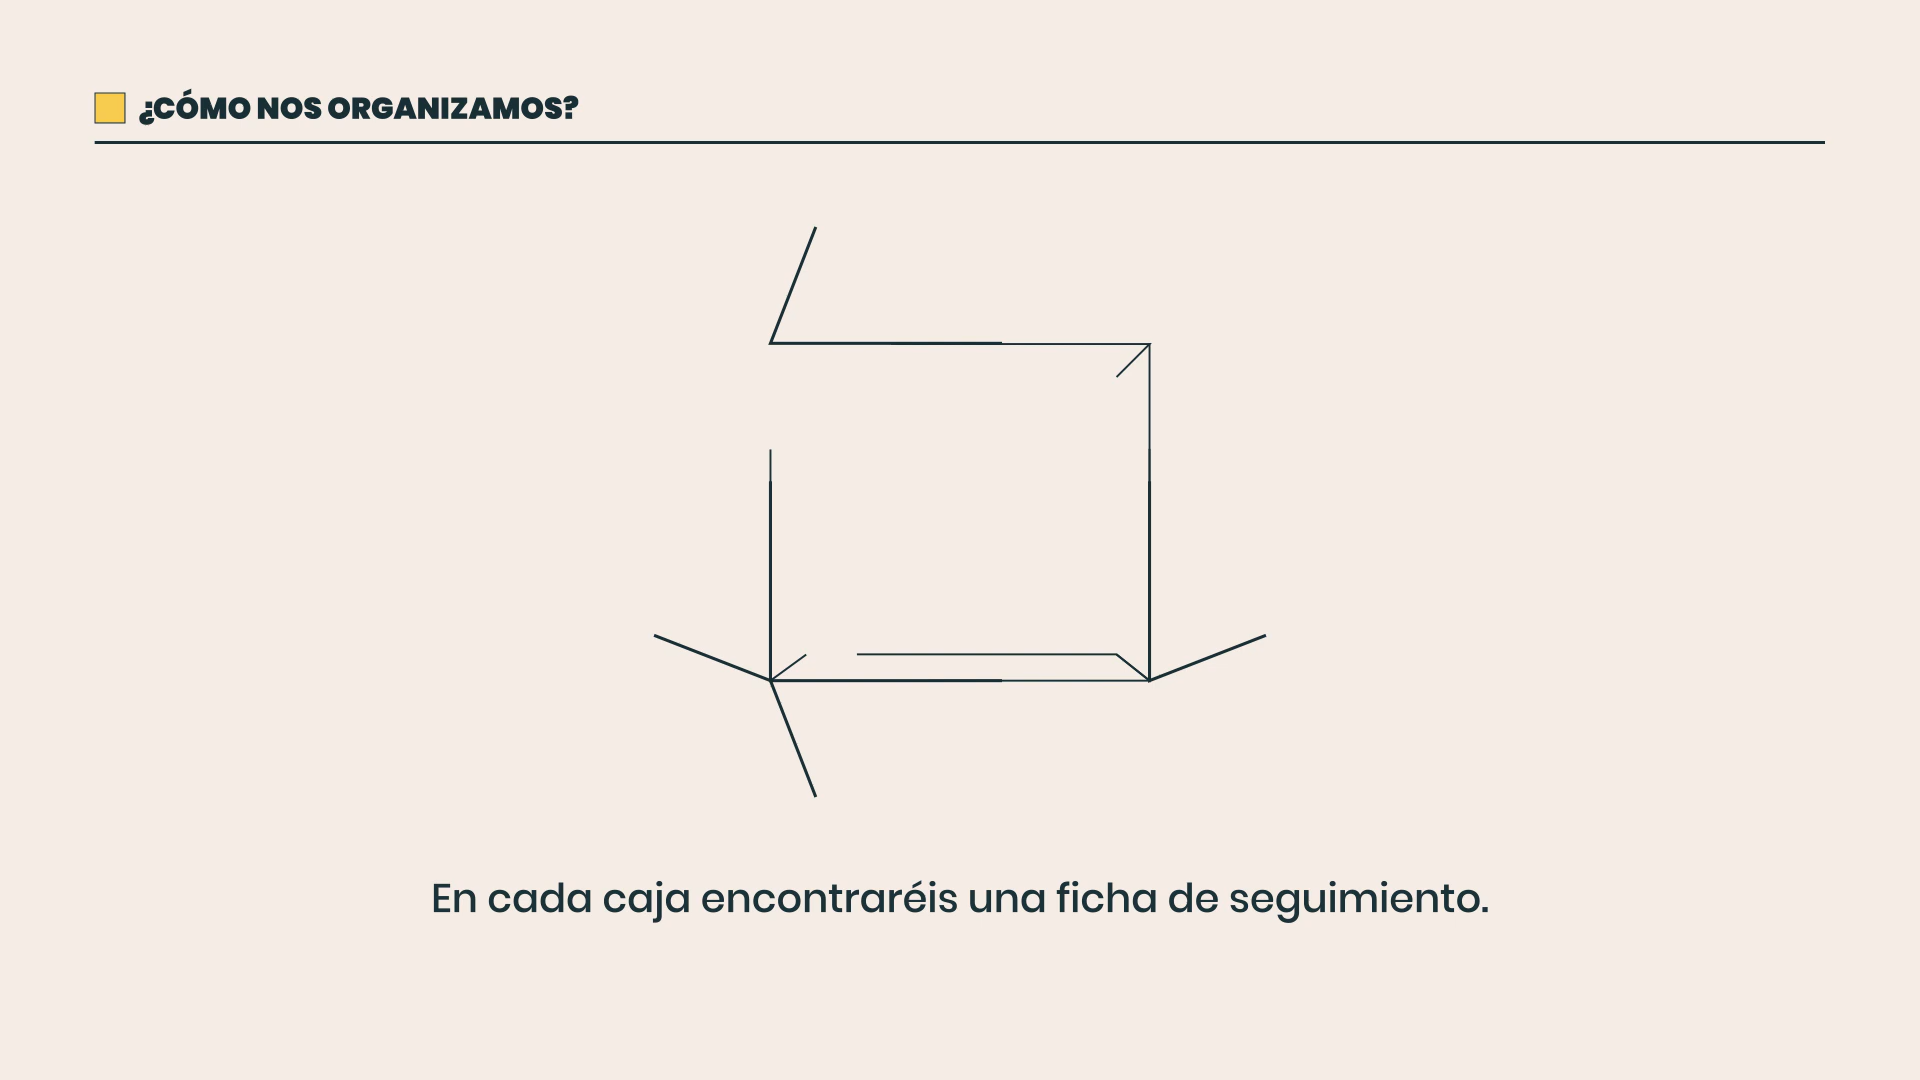 ¿CÓMO NOS ORGANIZAMOS?
En cada caja encontraréis una ficha de seguimiento.